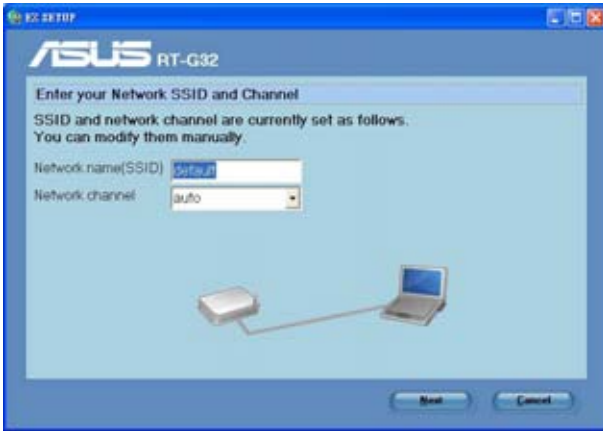 EZ SETUP
ASUS RT-G32
Enter your Network SSID and Channel
SSID and network channel are currently set as follows.
You can modify them manually.
Network name(SSID) default
Network channel auto
Next Cancel